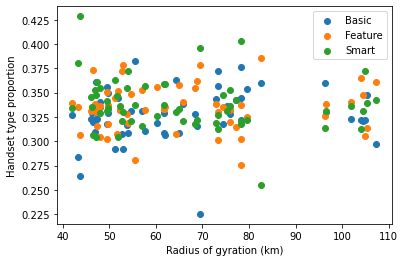 Handset type proportion
0.425
0.400
0.375
0.350
0.325
0.300
0.275
0.250
0.225
Basic
Feature
Smart
40 50 60 70 80 90 100 110
Radius of gyration (km)